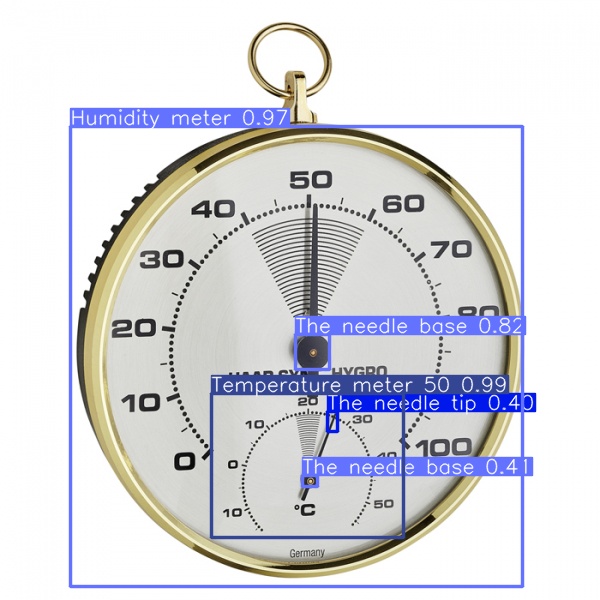 Humidity meter 0.97
50
40
60
30
70
20
80
The needle base 0.82
HYGRO
10
Temperature meter 50 0.99
The needle tip 0.40
20
10
30
100
0
0
40
The needle base 0.41
10
50
°C
Germany